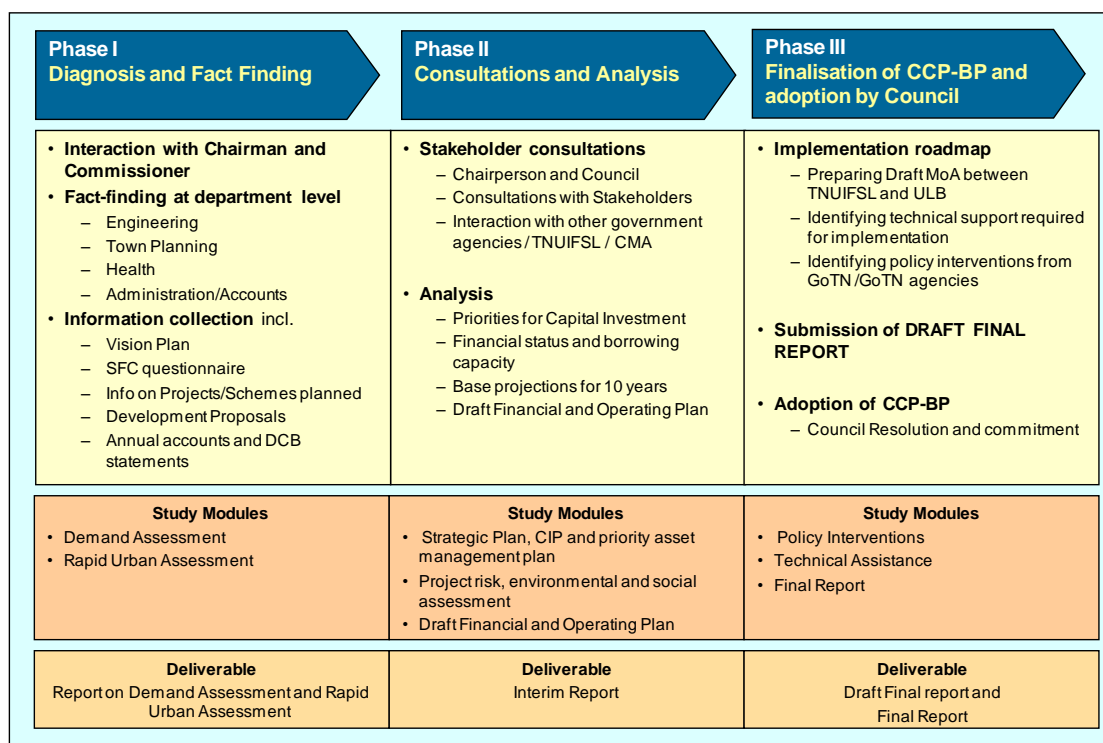 Phase I
Diagnosis and Fact Finding
Phase II
Consultations and Analysis
Phase III
Finalisation of CCP-BP and
adoption by Council
• Interaction with Chairman and
Commissioner
• Fact-finding at department level
– Engineering
– Town Planning
– Health
– Administration/Accounts
• Information collection incl.
– Vision Plan
– SFC questionnaire
– Info on Projects/Schemes planned
– Development Proposals
– Annual accounts and DCB
statements
• Stakeholder consultations
– Chairperson and Council
– Consultations with Stakeholders
– Interaction with other government
agencies / TNUIFSL / CMA
• Analysis
– Priorities for Capital Investment
– Financial status and borrowing
capacity
– Base projections for 10 years
– Draft Financial and Operating Plan
• Implementation roadmap
– Preparing Draft MoA between
TNUIFSL and ULB
– Identifying technical support required
for implementation
– Identifying policy interventions from
GoTN /GoTN agencies
• Submission of DRAFT FINAL
REPORT
• Adoption of CCP-BP
– Council Resolution and commitment
Study Modules
• Demand Assessment
• Rapid Urban Assessment
Study Modules
• Strategic Plan, CIP and priority asset
management plan
• Project risk, environmental and social
assessment
• Draft Financial and Operating Plan
Study Modules
• Policy Interventions
• Technical Assistance
• Final Report
Deliverable
Report on Demand Assessment and Rapid
Urban Assessment
Deliverable
Interim Report
Deliverable
Draft Final report and
Final Report